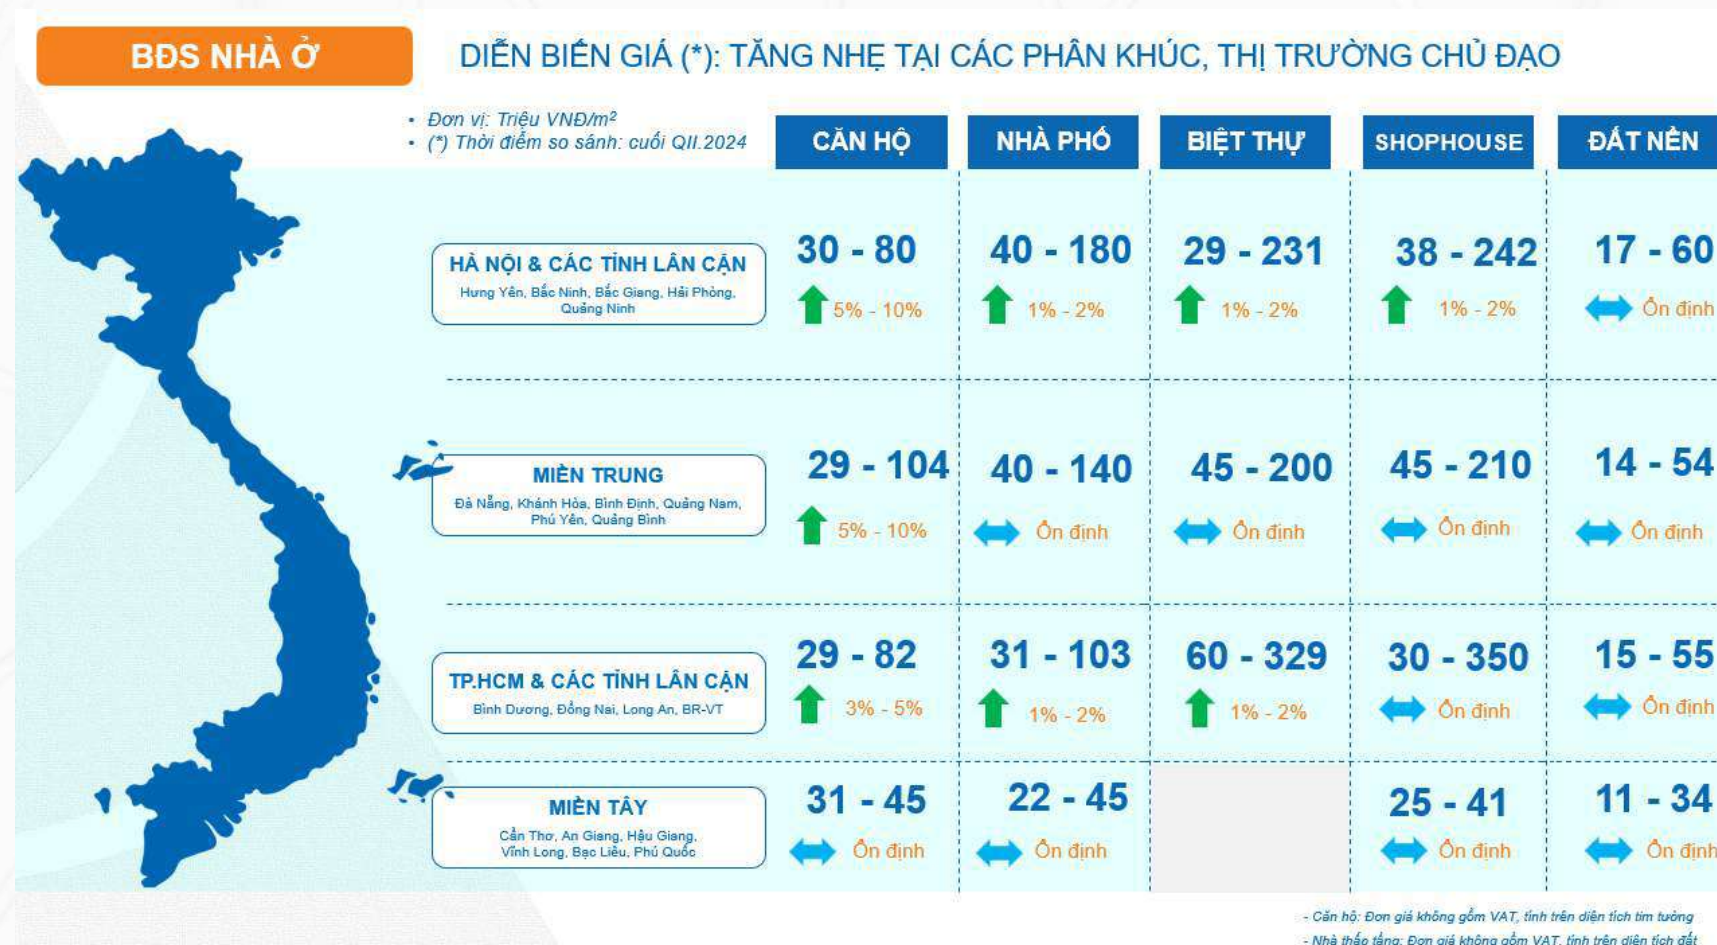 BĐS NHÀ Ở
DIỄN BIẾN GIÁ (*): TĂNG NHẸ TẠI CÁC PHÂN KHÚC, THỊ TRƯỜNG CHỦ ĐẠO
• Đơn vị: Triệu VNĐ/m²
• (*) Thời điểm so sánh: cuối QII.2024
CĂN HỘ
NHÀ PHỐ
BIỆT THỰ
SHOPHOUSE
ĐẤT NỀN
HÀ NỘI & CÁC TỈNH LÂN CẬN
Hưng Yên, Bắc Ninh, Bắc Giang, Hải Phòng,
Quảng Ninh
30 - 80
5% - 10%
40 - 180
1% - 2%
29 - 231
1% - 2%
38 - 242
1% - 2%
17 - 60
Ổn định
MIỀN TRUNG
Đà Nẵng, Khánh Hòa, Bình Định, Quảng Nam,
Phú Yên, Quảng Bình
29 - 104
5% - 10%
40 - 140
Ổn định
45 - 200
Ổn định
45 - 210
Ổn định
14 - 54
Ổn định
TP.HCM & CÁC TỈNH LÂN CẬN
Bình Dương, Đồng Nai, Long An, BR-VT
29 - 82
3% - 5%
31 - 103
1% - 2%
60 - 329
1% - 2%
30 - 350
Ổn định
15 - 55
Ổn định
MIỀN TÂY
Cần Thơ, An Giang, Hậu Giang,
Vĩnh Long, Bạc Liêu, Phú Quốc
31 - 45
Ổn định
22 - 45
Ổn định
25 - 41
Ổn định
11 - 34
Ổn định
- Căn hộ: Đơn giá không gồm VAT, tính trên diện tích tim tường
- Nhà thấp tầng: Đơn giá không gồm VAT, tính trên diện tích đất